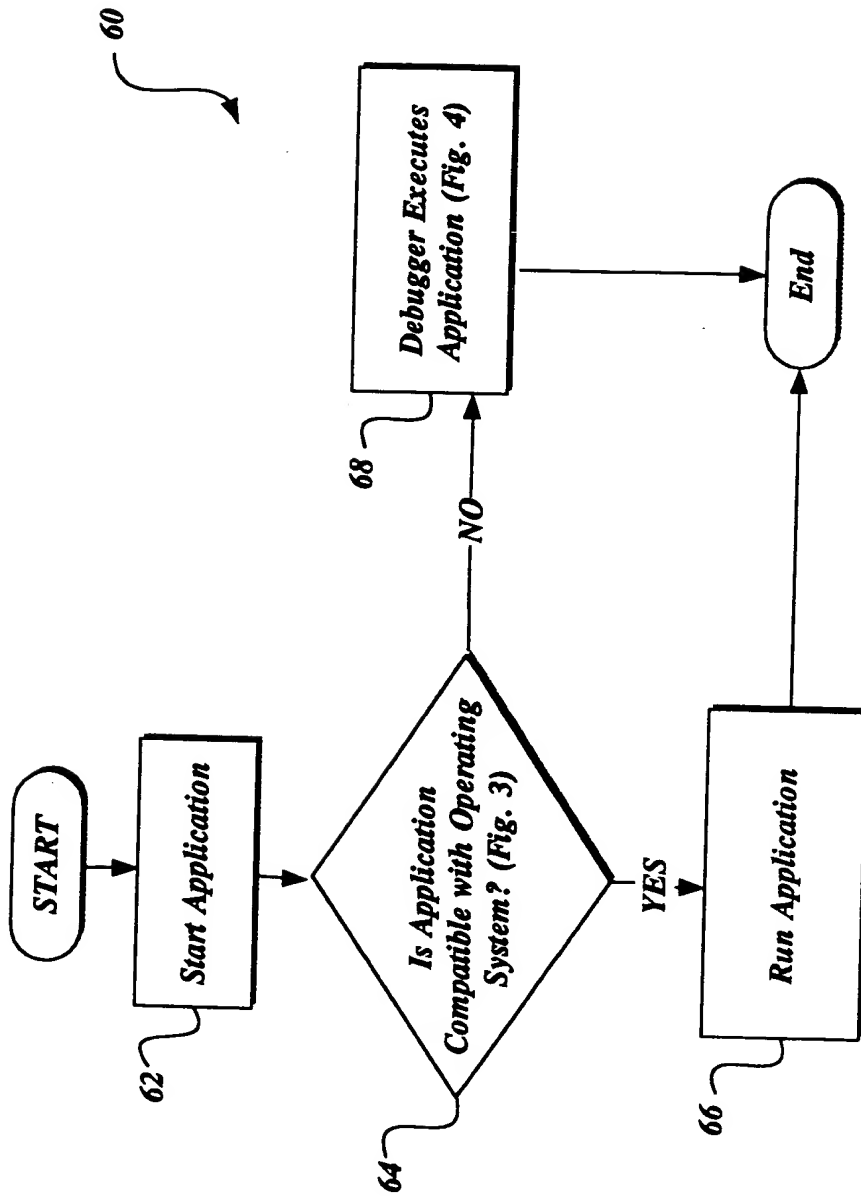 60
START
62
Start Application
64
Is Application
Compatible with Operating
System? (Fig. 3)
NO
68
Debugger Executes
Application (Fig. 4)
YES
66
Run Application
End